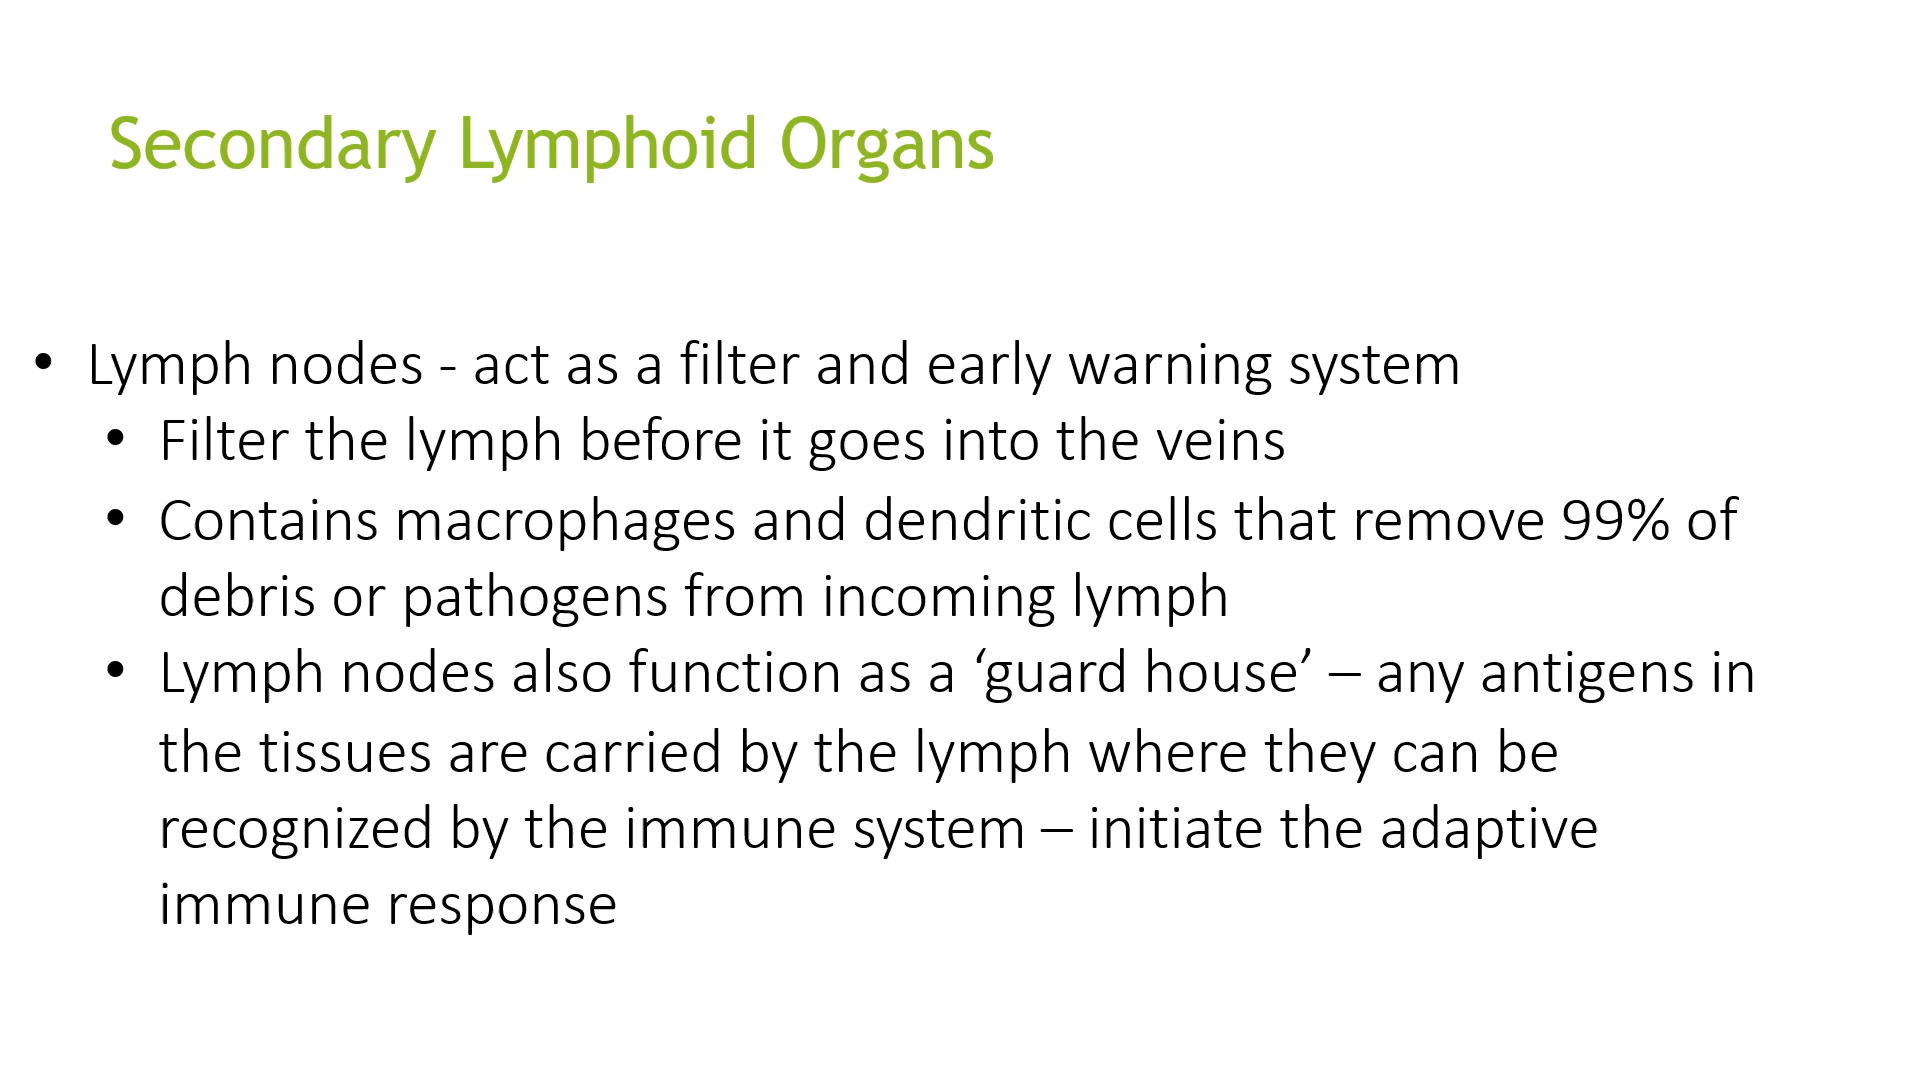 Secondary Lymphoid Organs
• Lymph nodes - act as a filter and early warning system
• Filter the lymph before it goes into the veins
• Contains macrophages and dendritic cells that remove 99% of
debris or pathogens from incoming lymph
• Lymph nodes also function as a ‘guard house’ – any antigens in
the tissues are carried by the lymph where they can be
recognized by the immune system – initiate the adaptive
immune response